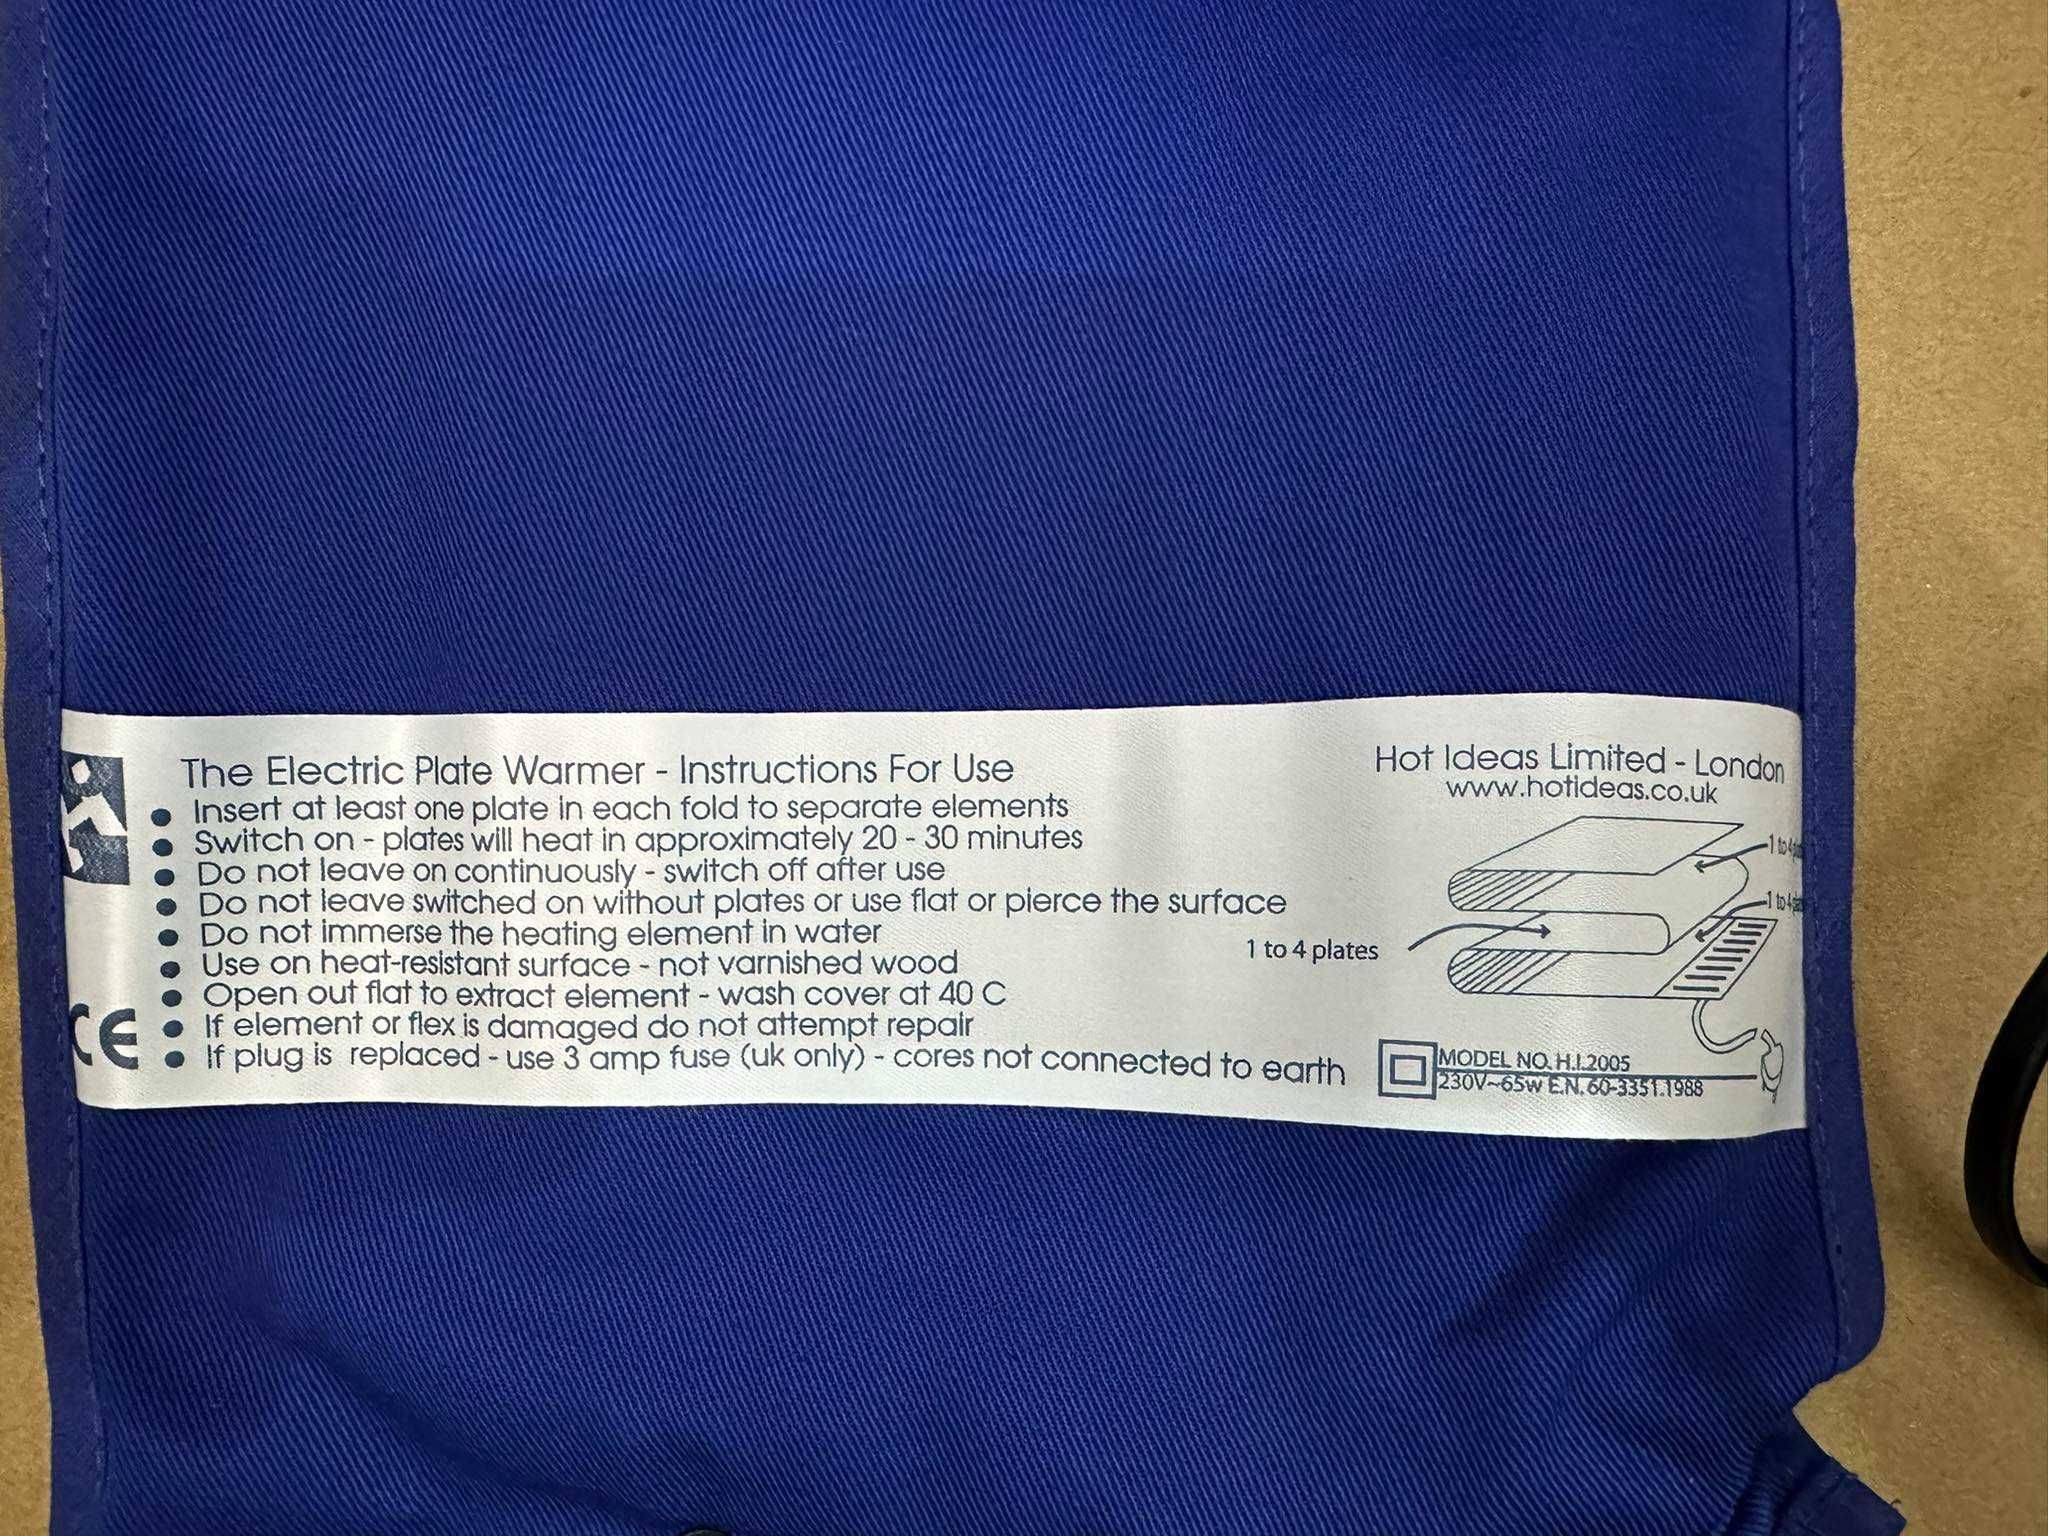 The Electric Plate Warmer - Instructions For Use
• Insert at least one plate in each fold to separate elements
• Switch on - plates will heat in approximately 20 - 30 minutes
• Do not leave on continuously - switch off after use
• Do not leave switched on without plates or use flat or pierce the surface
• Do not immerse the heating element in water
• Use on heat-resistant surface - not varnished wood
• Open out flat to extract element - wash cover at 40 C
• If element or flex is damaged do not attempt repair
• If plug is replaced - use 3 amp fuse (uk only) - cores not connected to earth
CE
Hot Ideas Limited - London
www.hotideas.co.uk
1 to 4
1 to 4
1 to 4 plates
MODEL NO. H.I.2005
230V~65w E.N. 60-3351.1988